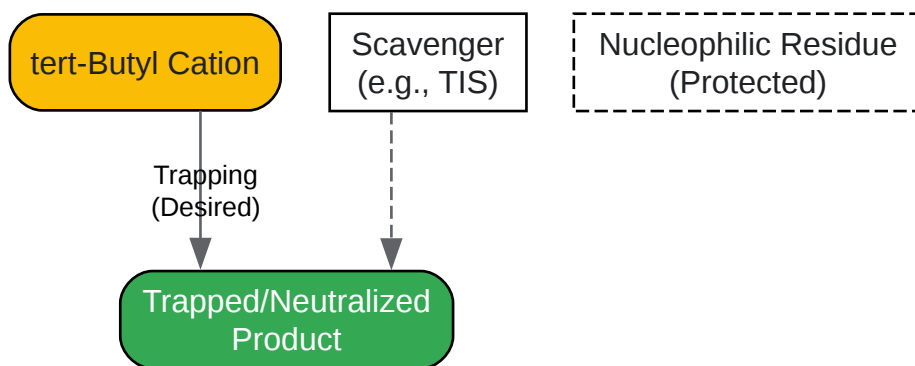 tert-Butyl Cation
Scavenger
(e.g., TIS)
Nucleophilic Residue
(Protected)
Trapping
(Desired)
Trapped/Neutralized
Product